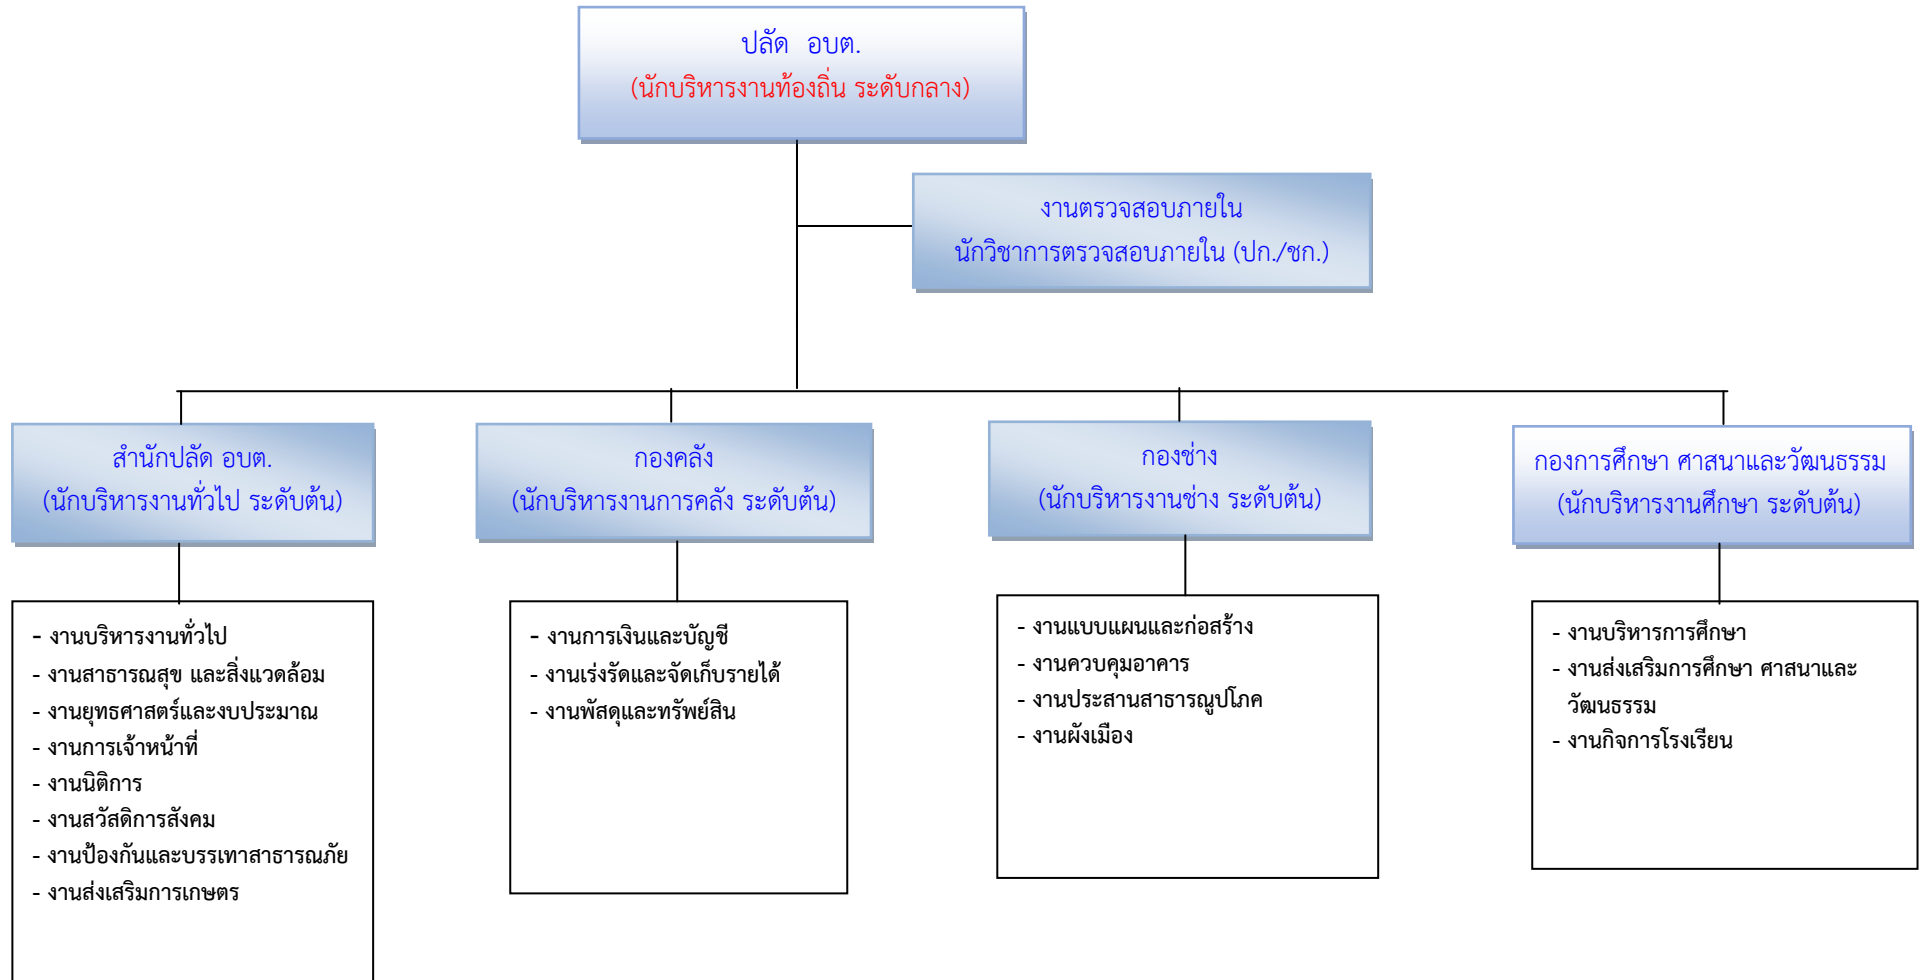 ปลัด อบต.
(นักบริหารงานท้องถิ่น ระดับกลาง)
งานตรวจสอบภายใน
นักวิชาการตรวจสอบภายใน (ปก./ชก.)
สำนักปลัด อบต.
(นักบริหารงานทั่วไป ระดับต้น)
กองคลัง
(นักบริหารงานการคลัง ระดับต้น)
กองช่าง
(นักบริหารงานช่าง ระดับต้น)
กองการศึกษา ศาสนาและวัฒนธรรม
(นักบริหารงานศึกษา ระดับต้น)
- งานบริหารงานทั่วไป
- งานสาธารณสุข และสิ่งแวดล้อม
- งานยุทธศาสตร์และงบประมาณ
- งานการเจ้าหน้าที่
- งานนิติการ
- งานสวัสดิการสังคม
- งานป้องกันและบรรเทาสาธารณภัย
- งานส่งเสริมการเกษตร
- งานการเงินและบัญชี
- งานเร่งรัดและจัดเก็บรายได้
- งานพัสดุและทรัพย์สิน
- งานแบบแผนและก่อสร้าง
- งานควบคุมอาคาร
- งานประสานสาธารณูปโภค
- งานผังเมือง
- งานบริหารการศึกษา
- งานส่งเสริมการศึกษา ศาสนาและ
วัฒนธรรม
- งานกิจการโรงเรียน